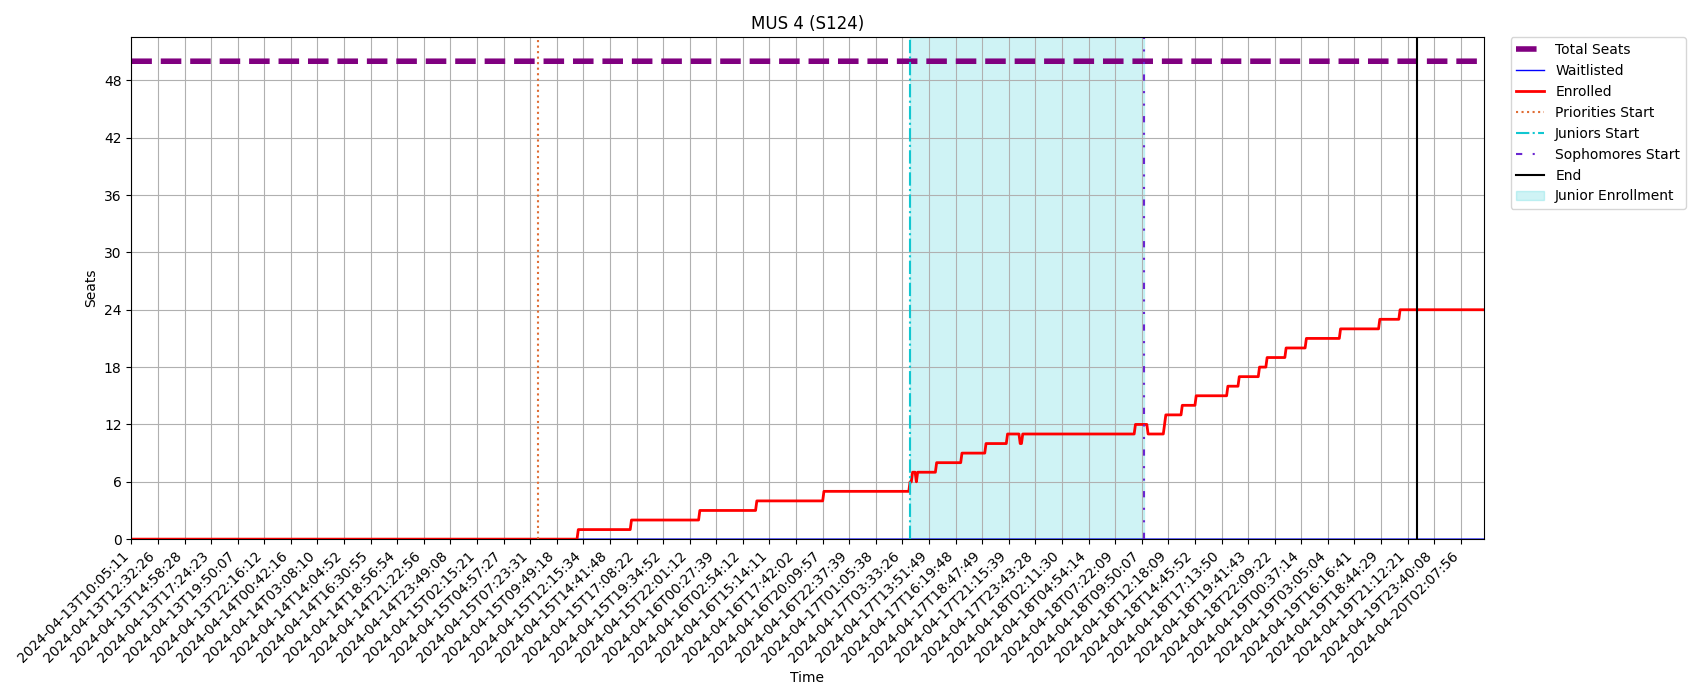 MUS 4 (S124)
Total Seats
Waitlisted
Enrolled
Priorities Start
Juniors Start
Sophomores Start
End
Junior Enrollment
Seats
48
42
36
30
24
18
12
6
0
2024-04-13T10:05:11
2024-04-13T12:32:26
2024-04-13T14:58:28
2024-04-13T17:24:23
2024-04-13T19:50:07
2024-04-13T22:16:12
2024-04-14T00:42:16
2024-04-14T03:08:10
2024-04-14T14:04:52
2024-04-14T16:30:55
2024-04-14T18:56:54
2024-04-14T21:22:56
2024-04-14T23:49:08
2024-04-15T02:15:21
2024-04-15T04:57:27
2024-04-15T07:23:31
2024-04-15T09:49:18
2024-04-15T12:15:34
2024-04-15T14:41:48
2024-04-15T17:08:22
2024-04-15T19:34:52
2024-04-15T22:01:12
2024-04-16T00:27:39
2024-04-16T02:54:12
2024-04-16T15:14:11
2024-04-16T17:42:02
2024-04-16T20:09:57
2024-04-16T22:37:39
2024-04-17T01:05:38
2024-04-17T03:33:26
2024-04-17T13:51:49
2024-04-17T16:19:48
2024-04-17T18:47:49
2024-04-17T21:15:39
2024-04-17T23:43:28
2024-04-18T02:11:30
2024-04-18T04:54:14
2024-04-18T07:22:09
2024-04-18T09:50:07
2024-04-18T12:18:09
2024-04-18T14:45:52
2024-04-18T17:13:50
2024-04-18T19:41:43
2024-04-18T22:09:22
2024-04-19T00:37:14
2024-04-19T03:05:04
2024-04-19T16:16:41
2024-04-19T18:44:29
2024-04-19T21:12:21
2024-04-19T23:40:08
2024-04-20T02:07:56
Time